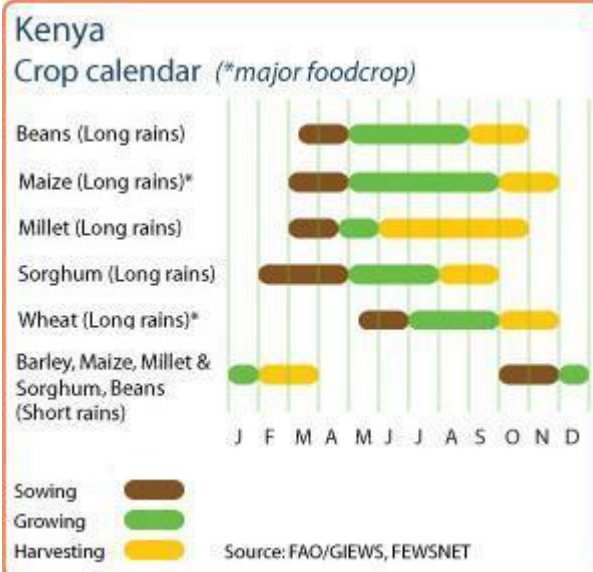 Kenya
Crop calendar (*major foodcrop)
Beans (Long rains)
Maize (Long rains)*
Millet (Long rains)
Sorghum (Long rains)
Wheat (Long rains)*
Barley, Maize, Millet &
Sorghum, Beans
(Short rains)
J F M A M J J A S O N D
Sowing
Growing
Harvesting
Source: FAO/GIEWS, FEWSNET